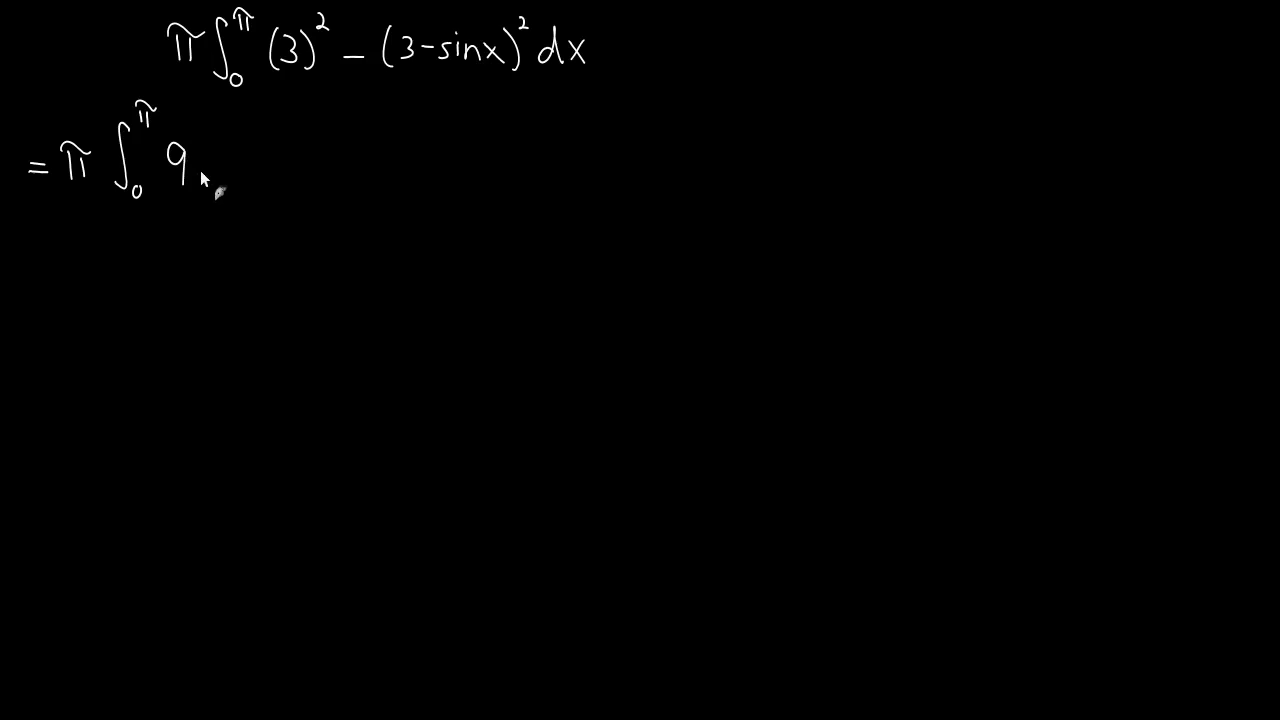 π∫₀^π (3)² − (3−sinx)² dx
= π ∫₀^π 9